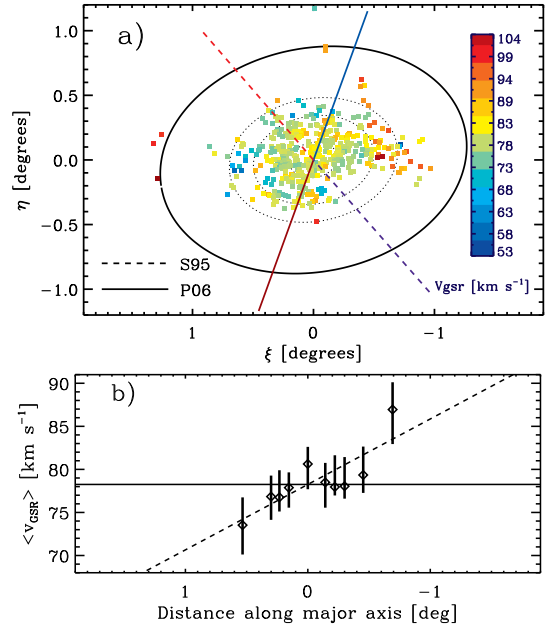 a)
1.0
0.5
0.0
-0.5
-1.0
η [degrees]
104
99
94
89
83
78
73
68
63
58
53
Vgsr [km s⁻¹]
S95
P06
1 0 -1
ξ [degrees]
b)
90
85
80
75
70
<v_GSR> [km s⁻¹]
1 0 -1
Distance along major axis [deg]